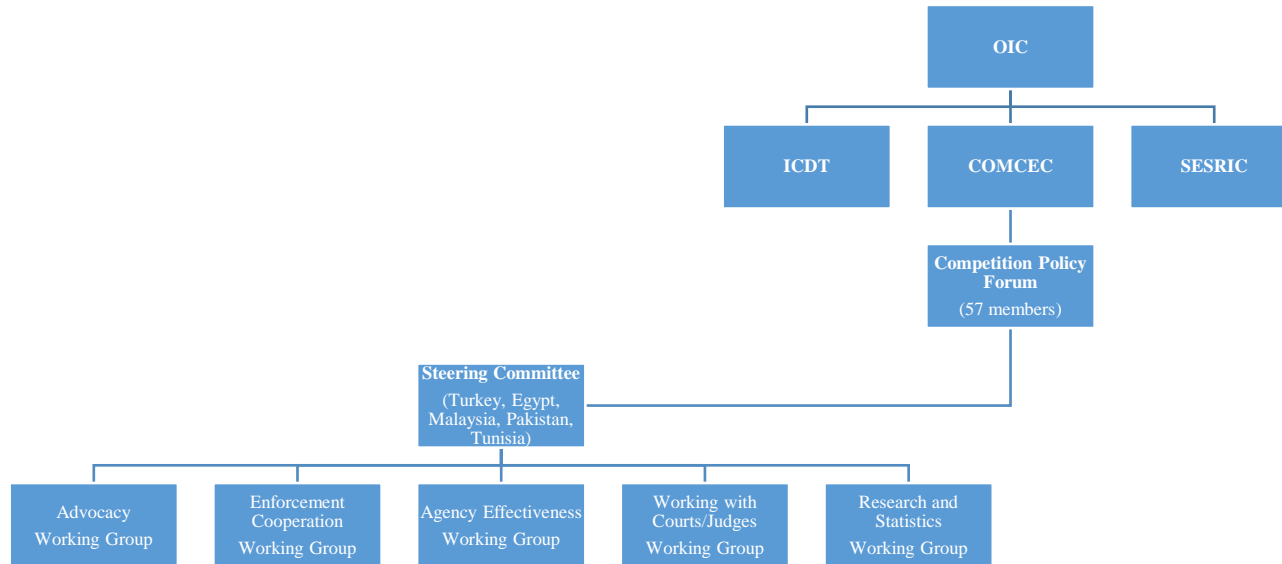 OIC
ICDT
COMCEC
SESRIC
Competition Policy
Forum
(57 members)
Steering Committee
(Turkey, Egypt,
Malaysia, Pakistan,
Tunisia)
Advocacy
Working Group
Enforcement
Cooperation
Working Group
Agency Effectiveness
Working Group
Working with
Courts/Judges
Working Group
Research and
Statistics
Working Group